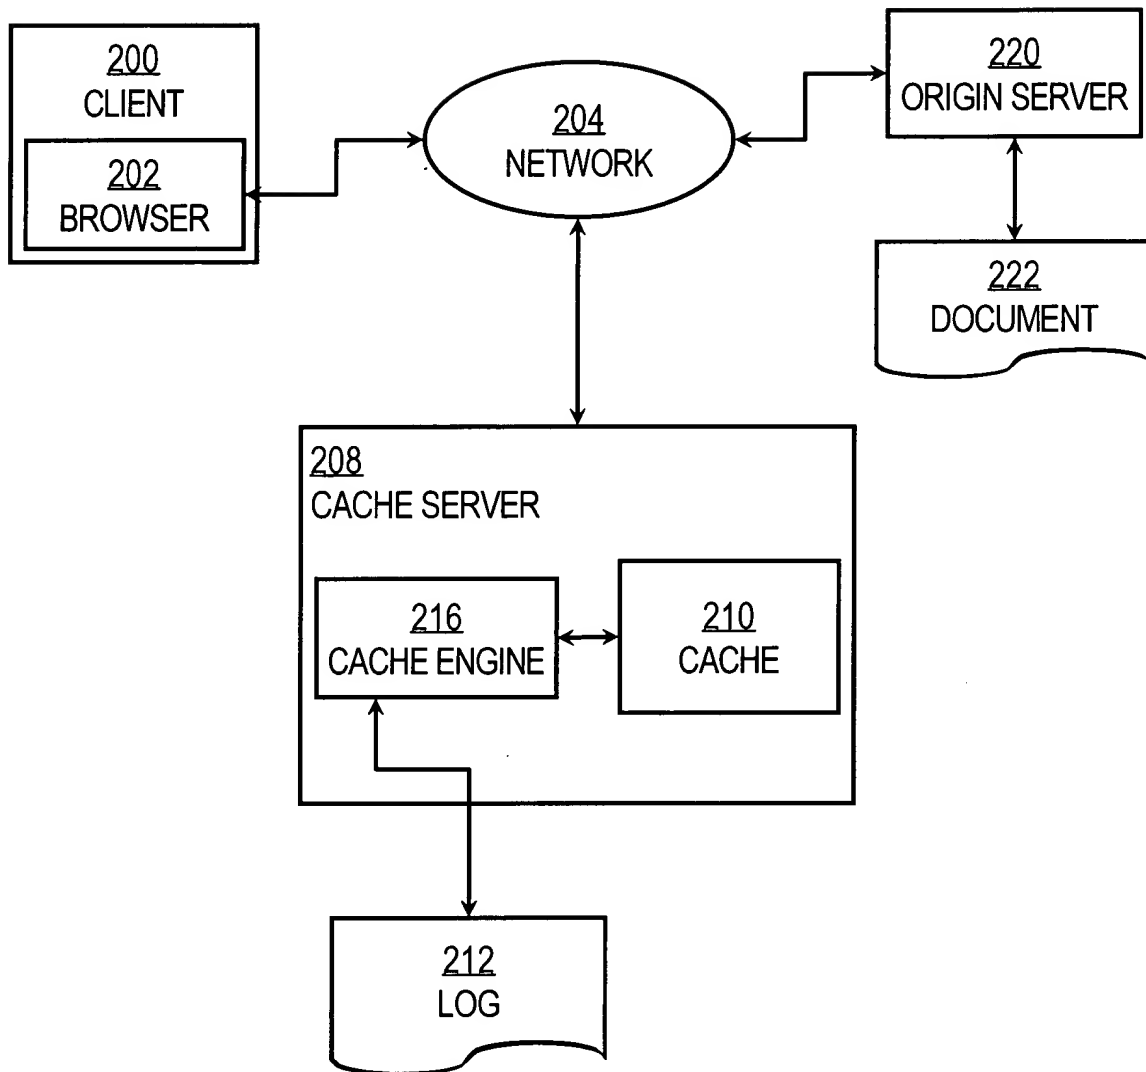 200
CLIENT
202
BROWSER
204
NETWORK
220
ORIGIN SERVER
222
DOCUMENT
208
CACHE SERVER
216
CACHE ENGINE
210
CACHE
212
LOG